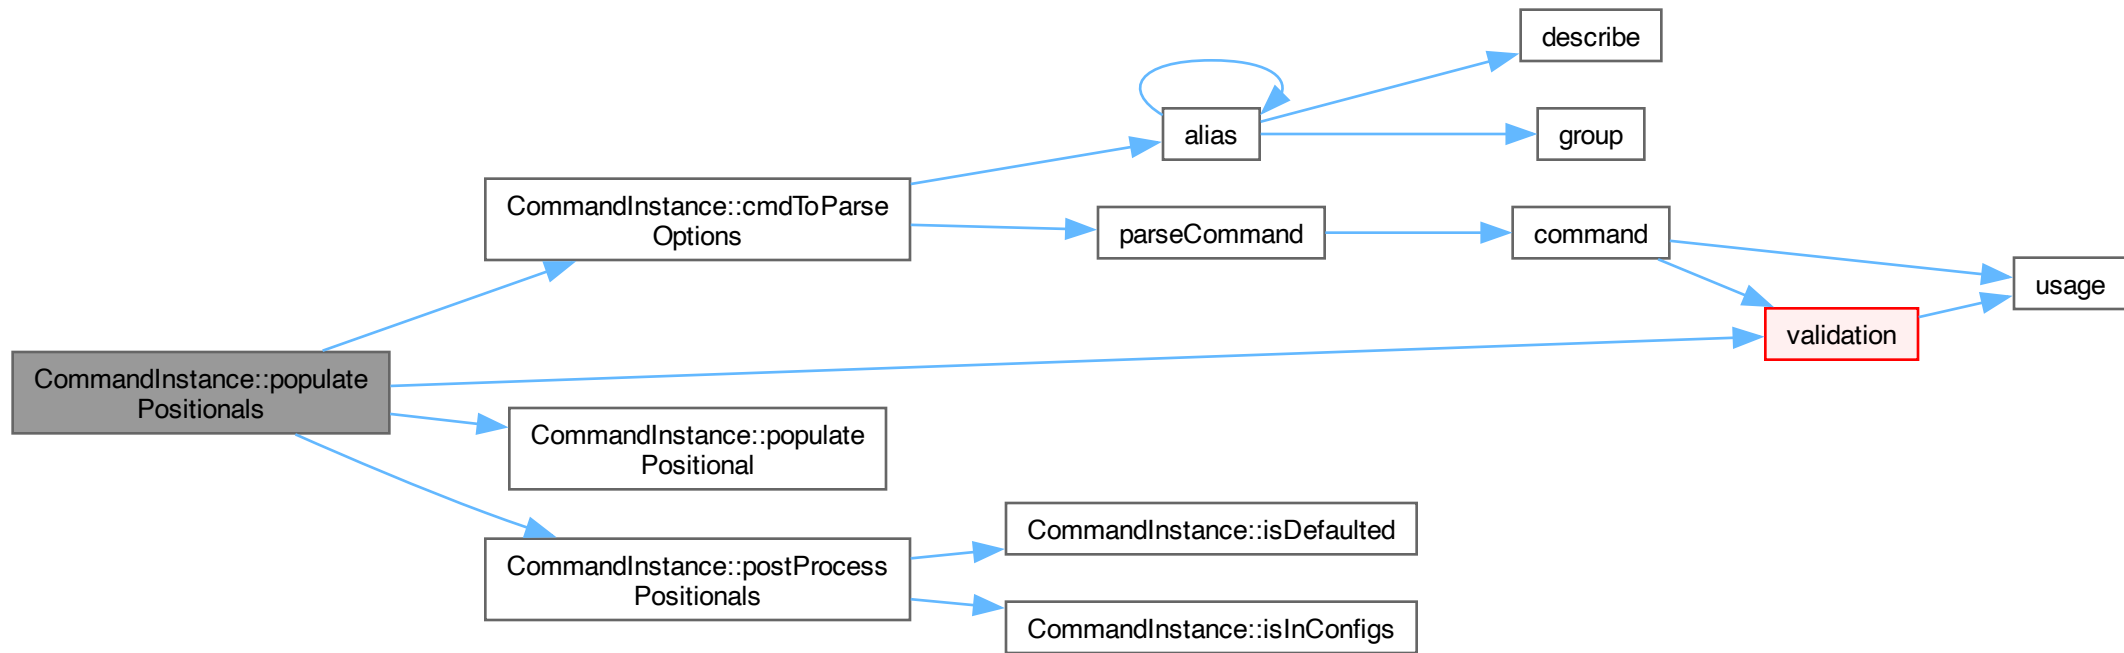 describe
alias
group
CommandInstance::cmdToParse
Options
parseCommand
command
usage
validation
CommandInstance::populate
Positionals
CommandInstance::populate
Positional
CommandInstance::isDefaulted
CommandInstance::postProcess
Positionals
CommandInstance::isInConfigs